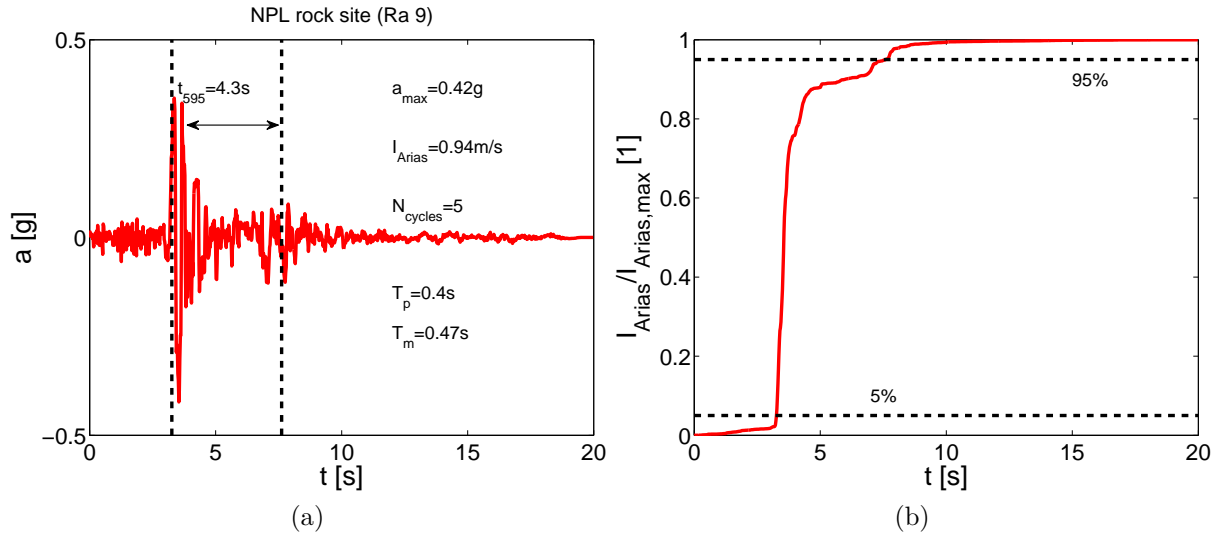 NPL rock site (Ra 9)
0.5
0
−0.5
a [g]
t595=4.3s
amax=0.42g
IArias=0.94m/s
Ncycles=5
Tp=0.4s
Tm=0.47s
0 5 10 15 20
t [s]
(a)
1
0.8
0.6
0.4
0.2
0
IArias/IArias,max [1]
95%
5%
0 5 10 15 20
t [s]
(b)